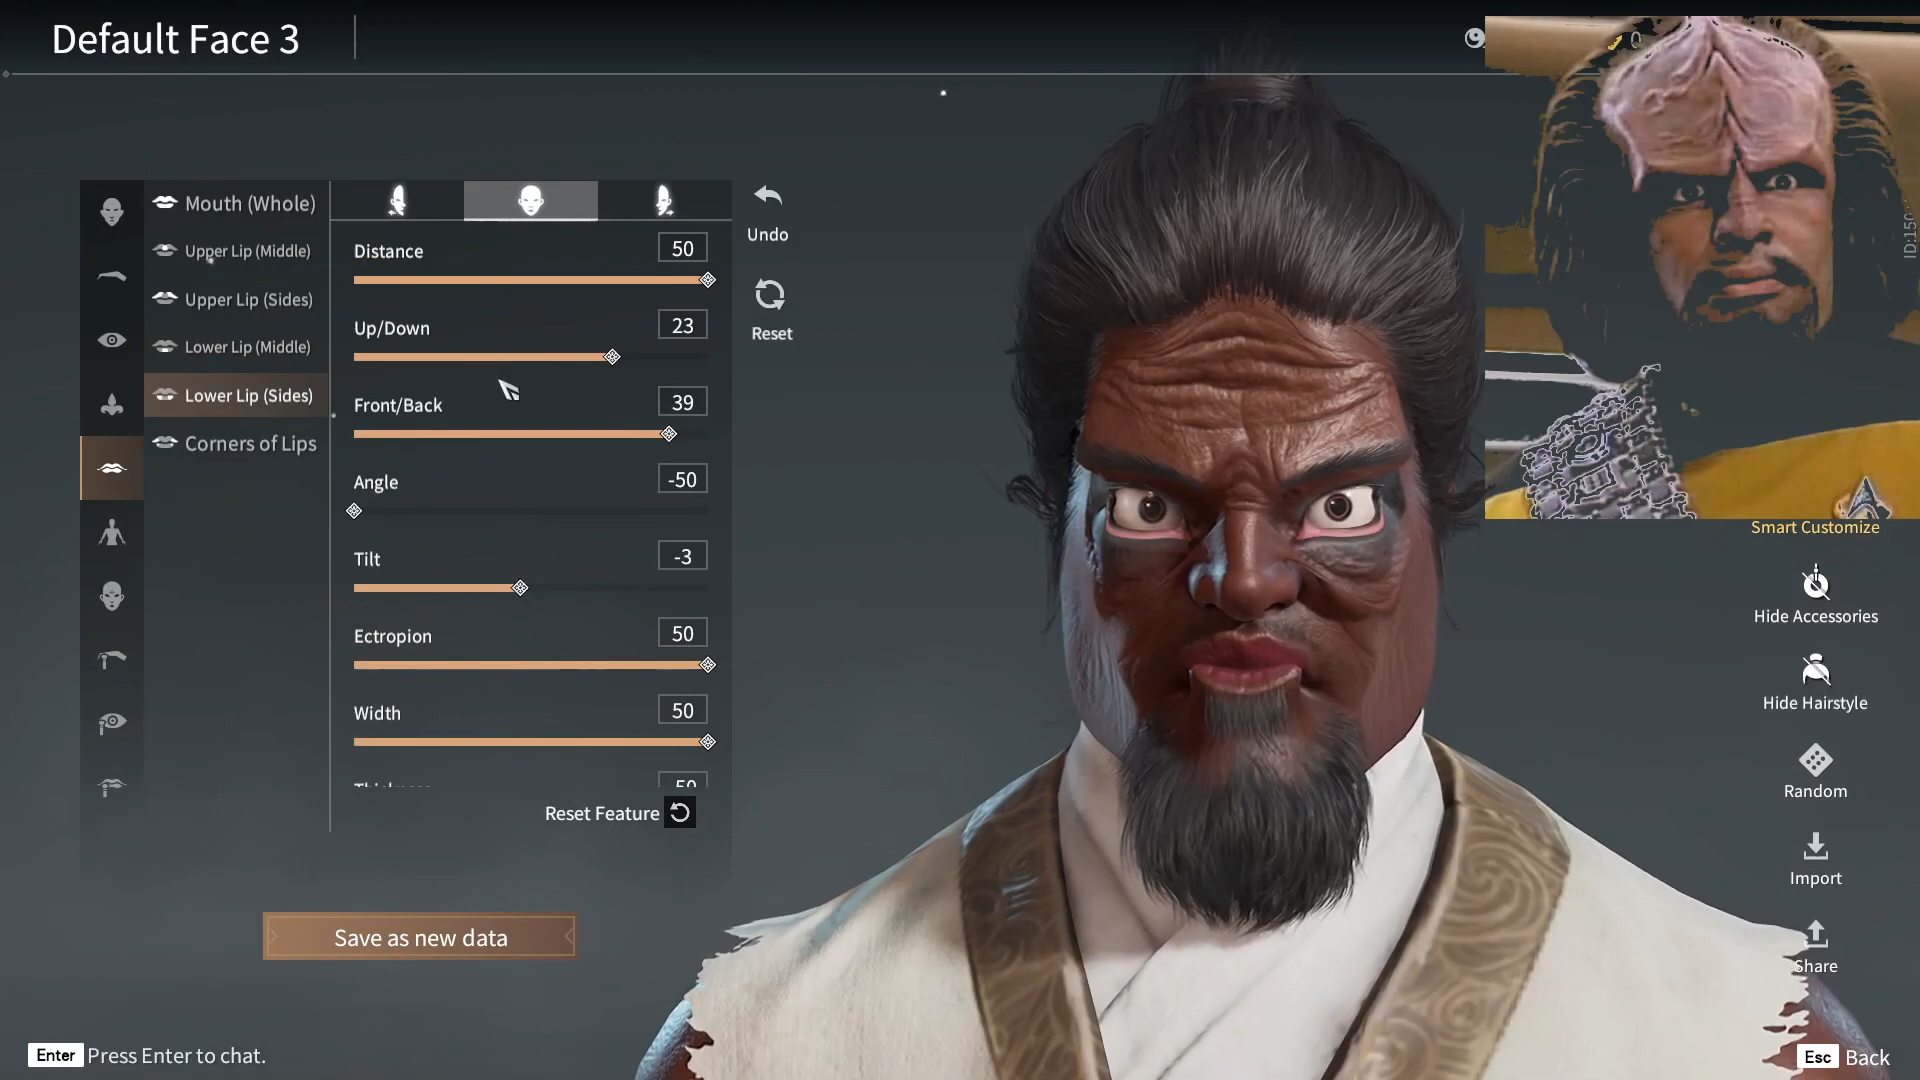 Default Face 3
Mouth (Whole)
Upper Lip (Middle)
Upper Lip (Sides)
Lower Lip (Middle)
Lower Lip (Sides)
Corners of Lips
Distance 50
Up/Down 23
Front/Back 39
Angle -50
Tilt -3
Ectropion 50
Width 50
Undo
Reset
Reset Feature
Save as new data
Enter Press Enter to chat.
0
Smart Customize
Hide Accessories
Hide Hairstyle
Random
Import
Share
Esc Back